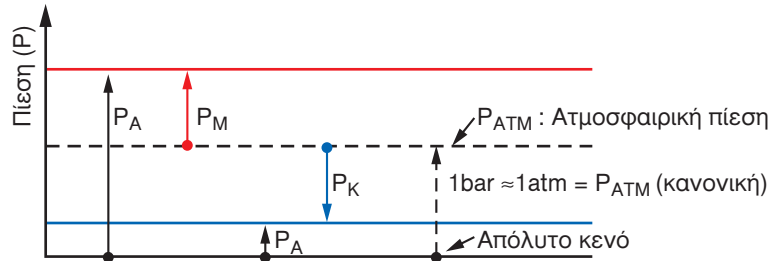 Πίεση (P)
P_A
P_M
P_ATM : Ατμοσφαιρική πίεση
P_K
1bar ≈1atm = P_ATM (κανονική)
P_A
Απόλυτο κενό